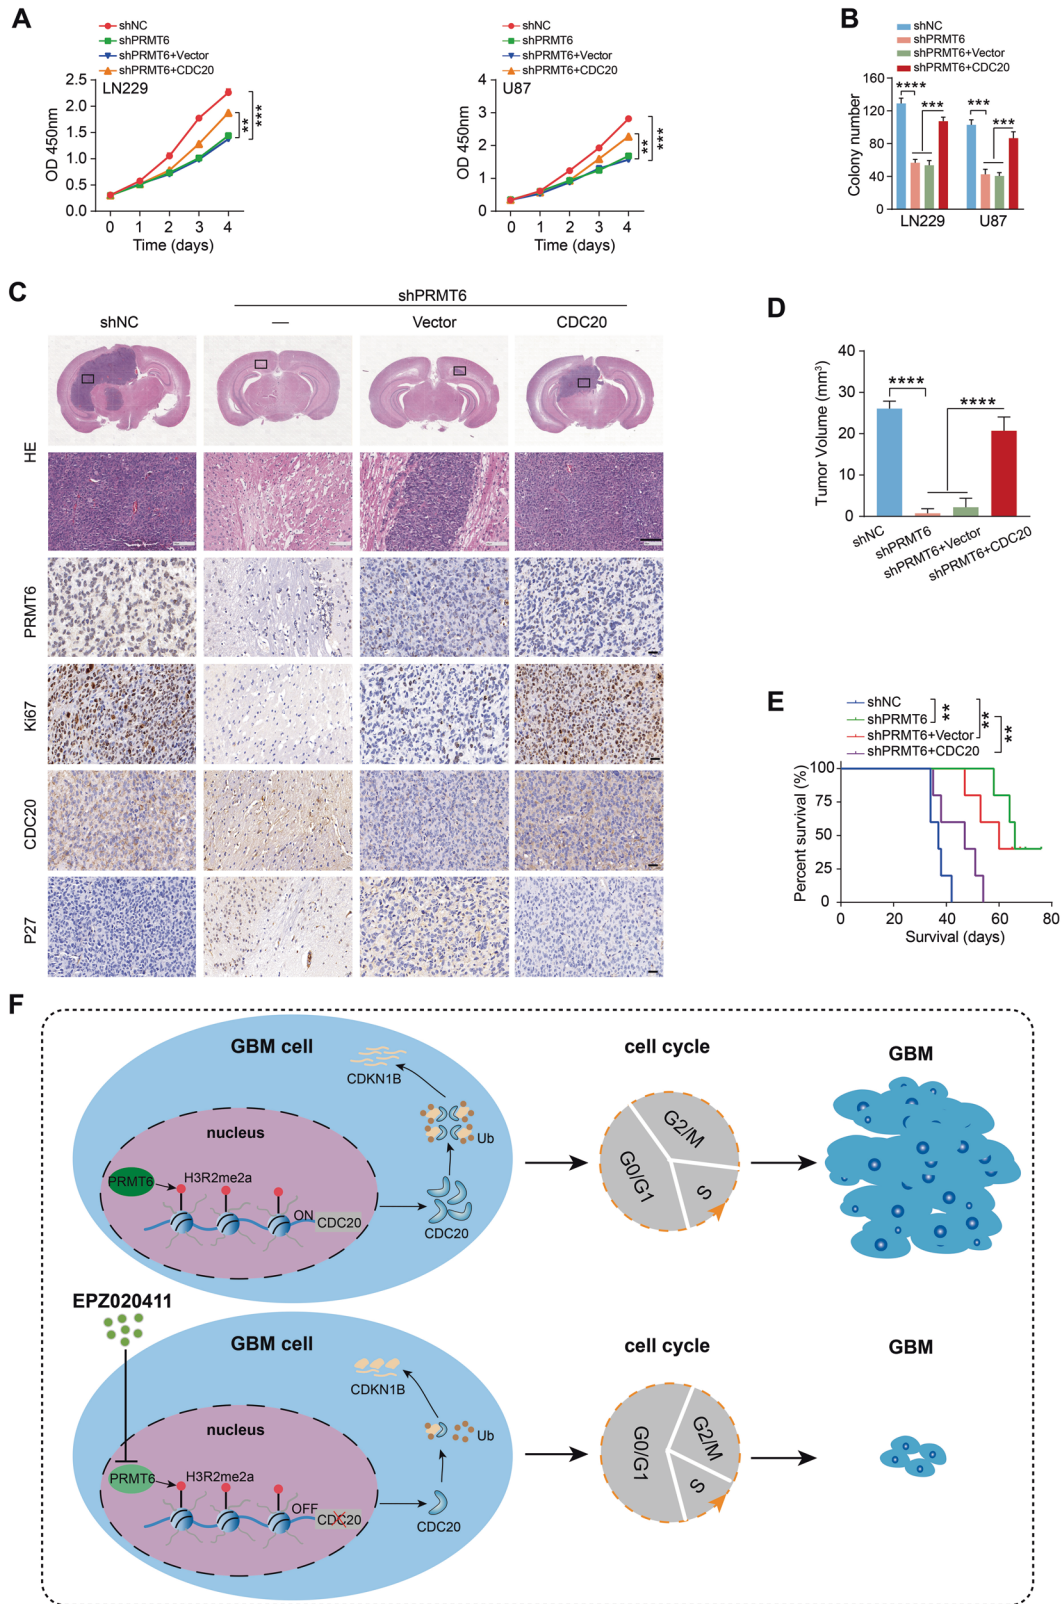 A
shNC
shPRMT6
shPRMT6+Vector
shPRMT6+CDC20
LN229
2.5
2.0
1.5
1.0
0.5
0.0
OD 450nm
0 1 2 3 4
Time (days)
**
***
shNC
shPRMT6
shPRMT6+Vector
shPRMT6+CDC20
U87
4
3
2
1
0
OD 450nm
0 1 2 3 4
Time (days)
**
***
B
shNC
shPRMT6
shPRMT6+Vector
shPRMT6+CDC20
160
120
80
40
0
Colony number
**** *** *** ***
LN229 U87
C
shPRMT6
shNC — Vector CDC20
HE
PRMT6
Ki67
CDC20
P27
D
40
30
20
10
0
Tumor Volume (mm³)
****
****
shNC
shPRMT6
shPRMT6+Vector
shPRMT6+CDC20
E
shNC
shPRMT6
shPRMT6+Vector
shPRMT6+CDC20
** ** **
100
75
50
25
0
Percent survival (%)
0 20 40 60 80
Survival (days)
F
GBM cell
CDKN1B
Ub
nucleus
PRMT6
H3R2me2a
ON
CDC20
CDC20
cell cycle
G2/M
G0/G1
S
GBM
EPZ020411
GBM cell
CDKN1B
Ub
nucleus
PRMT6
H3R2me2a
OFF
CDC20
CDC20
cell cycle
G0/G1
G2/M
S
GBM